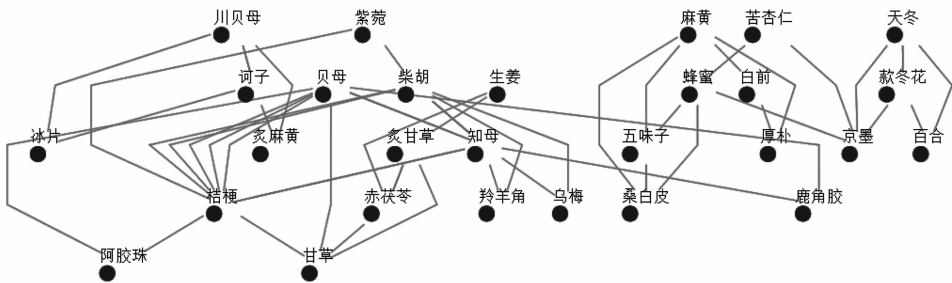 川贝母
紫菀
麻黄
苦杏仁
天冬
诃子
贝母
柴胡
生姜
蜂蜜
白前
款冬花
冰片
炙麻黄
炙甘草
知母
五味子
厚朴
京墨
百合
桔梗
赤茯苓
羚羊角
乌梅
桑白皮
鹿角胶
阿胶珠
甘草